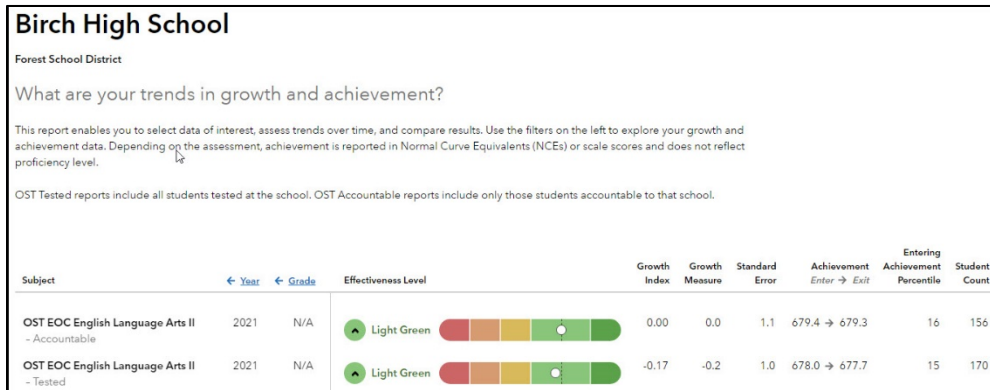 Birch High School
Forest School District
What are your trends in growth and achievement?
This report enables you to select data of interest, assess trends over time, and compare results. Use the filters on the left to explore your growth and
achievement data. Depending on the assessment, achievement is reported in Normal Curve Equivalents (NCEs) or scale scores and does not reflect
proficiency level.
OST Tested reports include all students tested at the school. OST Accountable reports include only those students accountable to that school.
Subject ← Year ← Grade Effectiveness Level Growth Index Growth Measure Standard Error Achievement Enter → Exit Entering Achievement Percentile Student Count
OST EOC English Language Arts II 2021 N/A Light Green 0.00 0.0 1.1 679.4 → 679.3 16 156
– Accountable
OST EOC English Language Arts II 2021 N/A Light Green -0.17 -0.2 1.0 678.0 → 677.7 15 170
– Tested